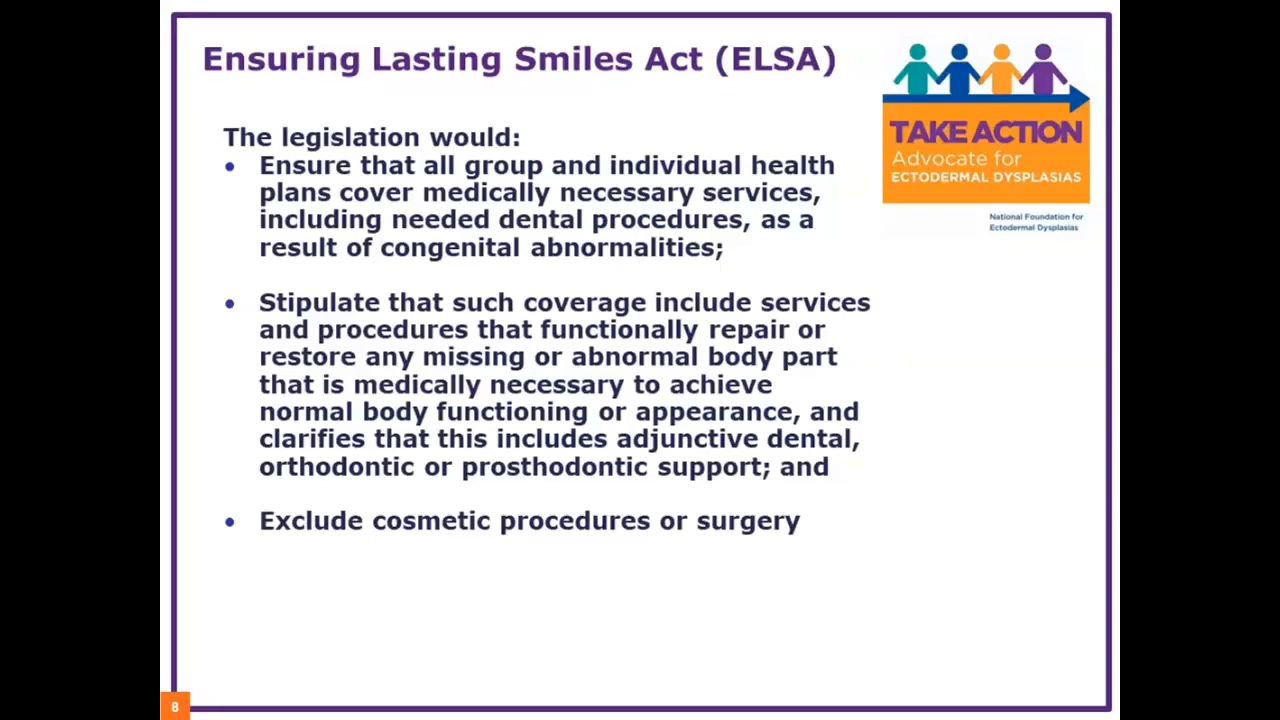 Ensuring Lasting Smiles Act (ELSA)
TAKE ACTION
Advocate for
ECTODERMAL DYSPLASIAS
National Foundation for
Ectodermal Dysplasias
The legislation would:
• Ensure that all group and individual health
plans cover medically necessary services,
including needed dental procedures, as a
result of congenital abnormalities;
• Stipulate that such coverage include services
and procedures that functionally repair or
restore any missing or abnormal body part
that is medically necessary to achieve
normal body functioning or appearance, and
clarifies that this includes adjunctive dental,
orthodontic or prosthodontic support; and
• Exclude cosmetic procedures or surgery
8